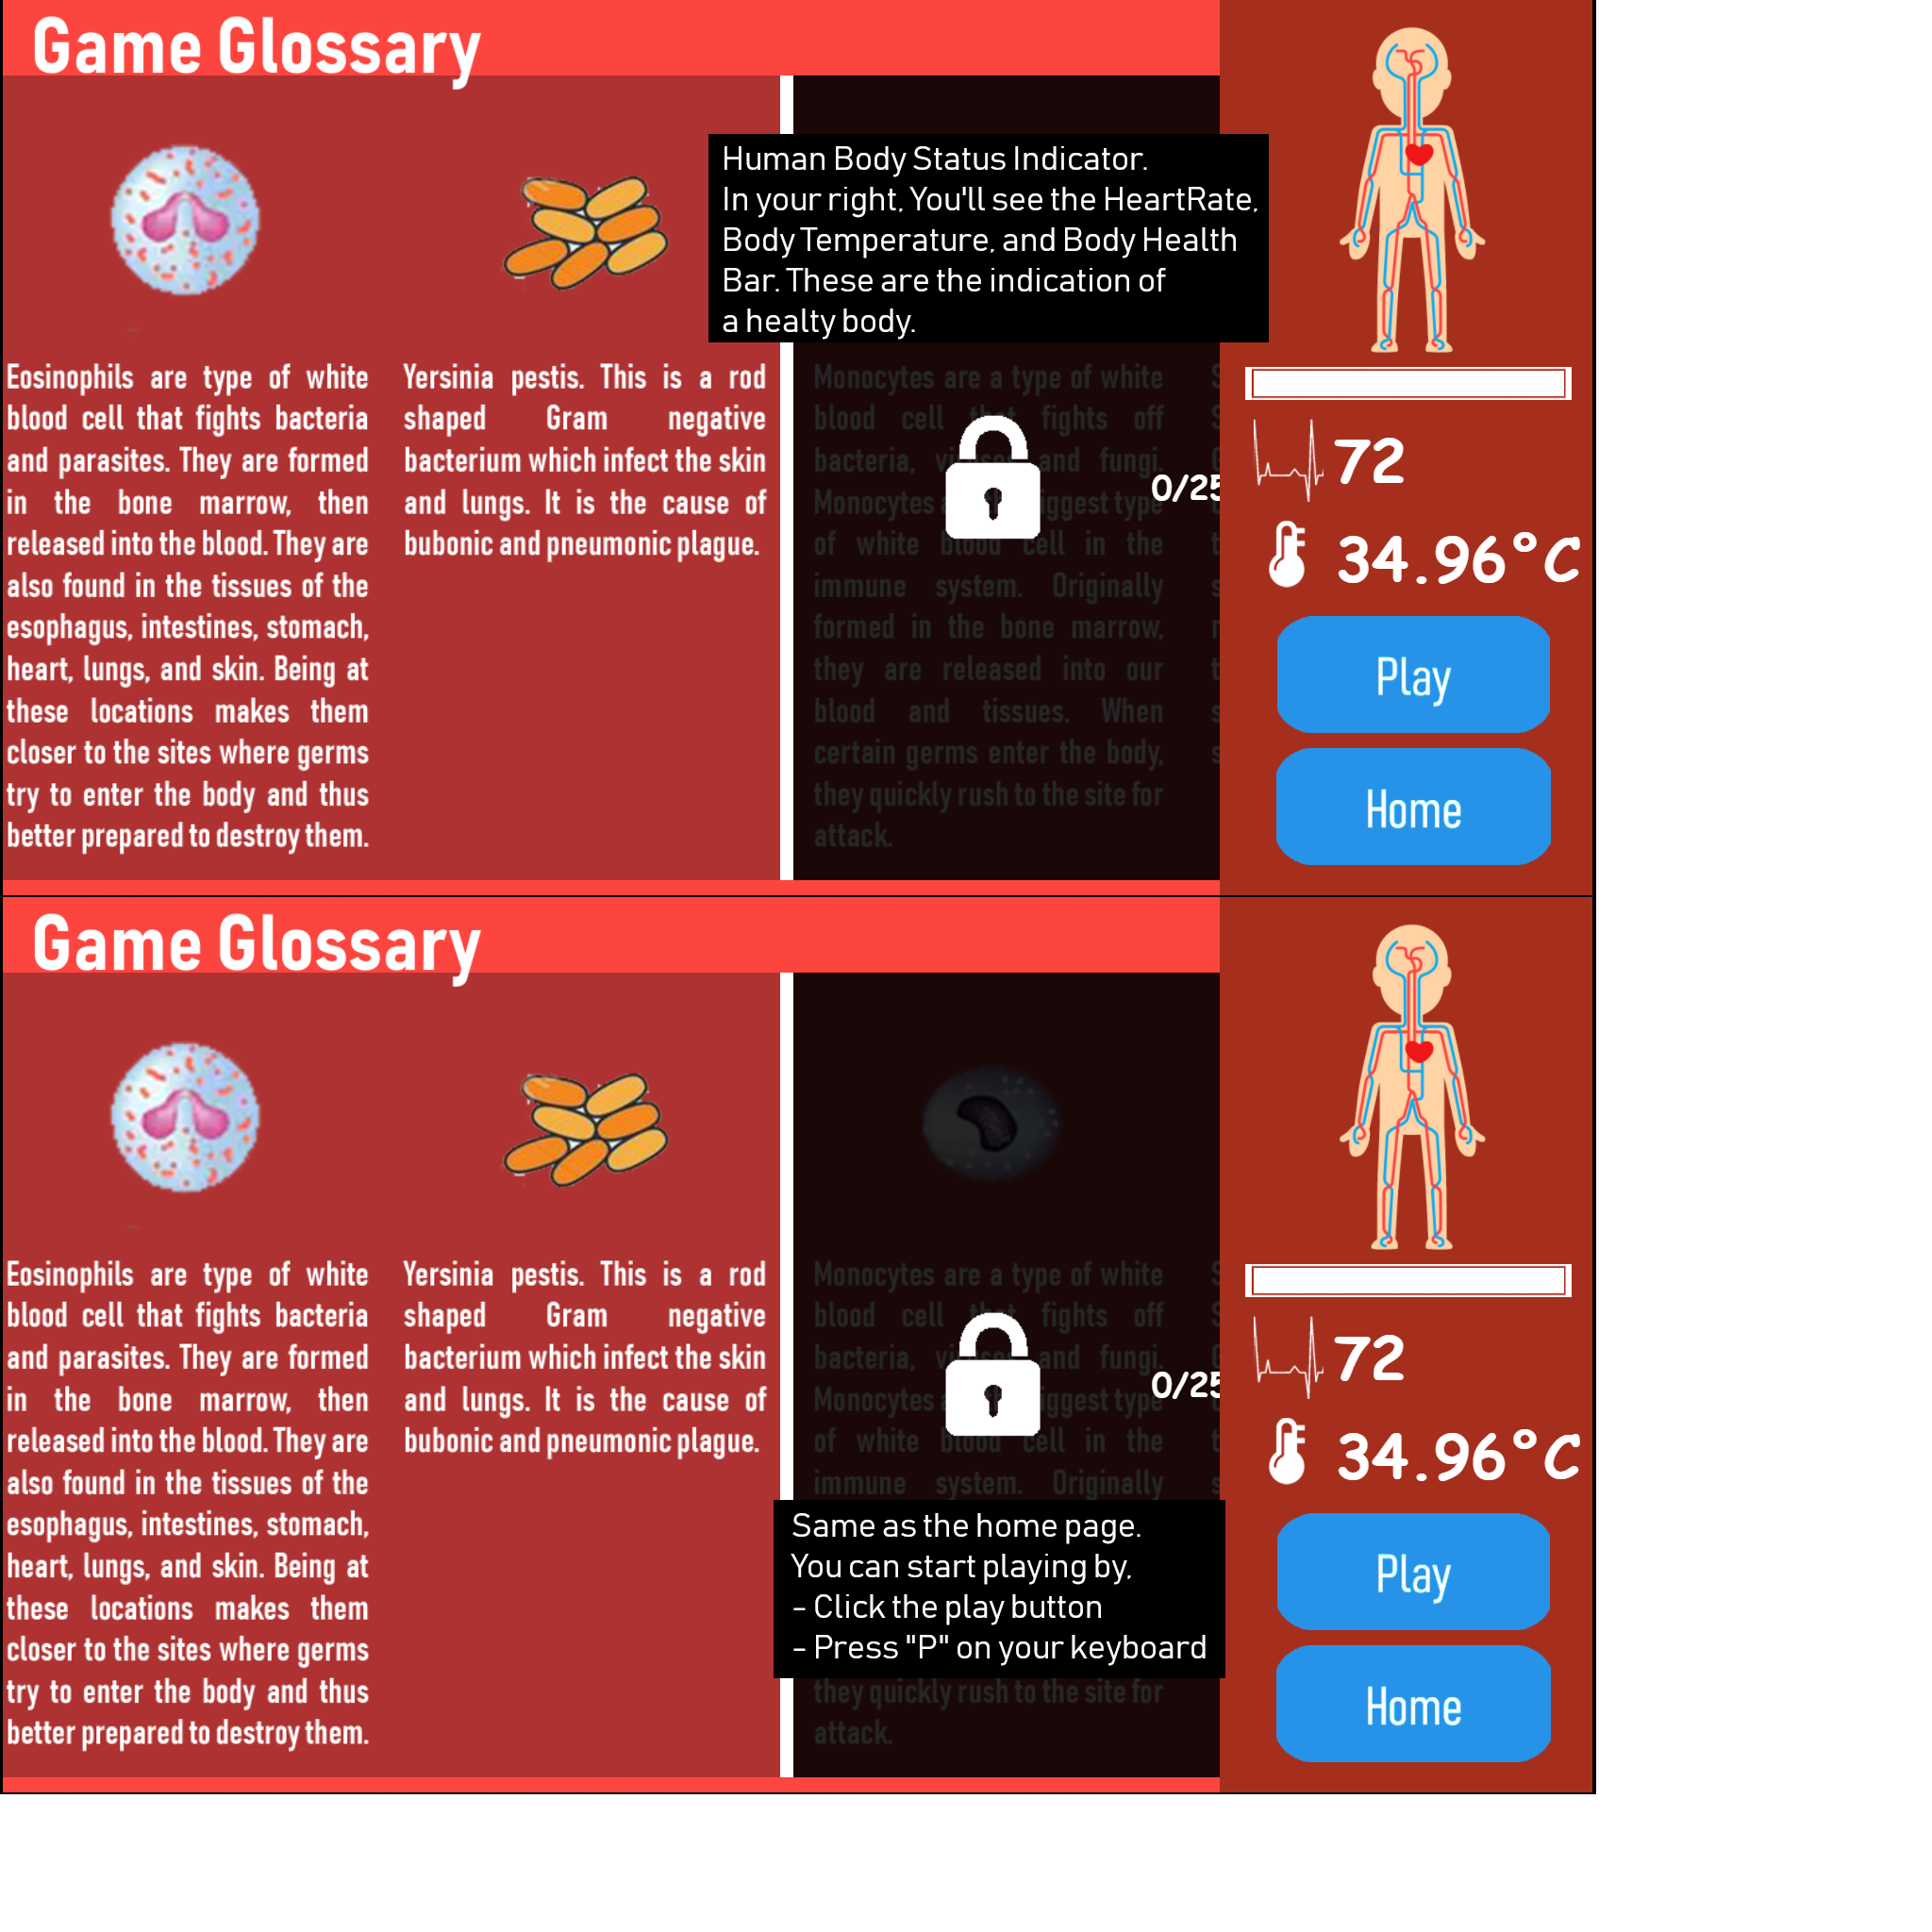 Game Glossary
Human Body Status Indicator.
In your right, You'll see the HeartRate,
Body Temperature, and Body Health
Bar. These are the indication of
a healty body.
Eosinophils are type of white
blood cell that fights bacteria
and parasites. They are formed
in the bone marrow, then
released into the blood. They are
also found in the tissues of the
esophagus, intestines, stomach,
heart, lungs, and skin. Being at
these locations makes them
closer to the sites where germs
try to enter the body and thus
better prepared to destroy them.
Yersinia pestis. This is a rod
shaped Gram negative
bacterium which infect the skin
and lungs. It is the cause of
bubonic and pneumonic plague.
Monocytes are a type of white
blood cell that fights off
bacteria, viruses and fungi.
Monocytes biggest type
of white blood cell in the
immune system. Originally
formed in the bone marrow,
they are released into our
blood and tissues. When
certain germs enter the body,
they quickly rush to the site for
attack.
0/25
72
34.96°C
Play
Home
Game Glossary
Eosinophils are type of white
blood cell that fights bacteria
and parasites. They are formed
in the bone marrow, then
released into the blood. They are
also found in the tissues of the
esophagus, intestines, stomach,
heart, lungs, and skin. Being at
these locations makes them
closer to the sites where germs
try to enter the body and thus
better prepared to destroy them.
Yersinia pestis. This is a rod
shaped Gram negative
bacterium which infect the skin
and lungs. It is the cause of
bubonic and pneumonic plague.
Monocytes are a type of white
blood cell that fights off
bacteria, viruses and fungi.
Monocytes biggest type
of white blood cell in the
immune system. Originally
Same as the home page.
You can start playing by,
- Click the play button
- Press "P" on your keyboard
they quickly rush to the site for
attack.
0/25
72
34.96°C
Play
Home